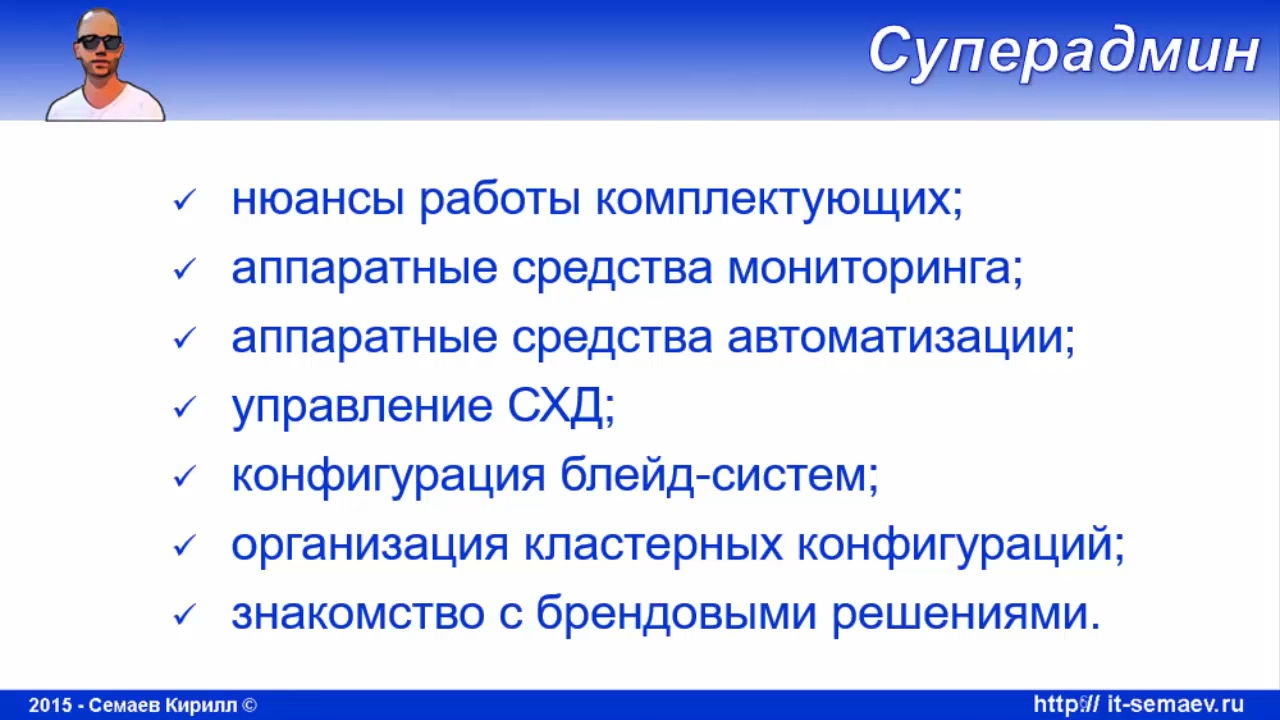 Суперадмин
нюансы работы комплектующих;
аппаратные средства мониторинга;
аппаратные средства автоматизации;
управление СХД;
конфигурация блейд-систем;
организация кластерных конфигураций;
знакомство с брендовыми решениями.
2015 - Семаев Кирилл ©
http:// it-semaev.ru